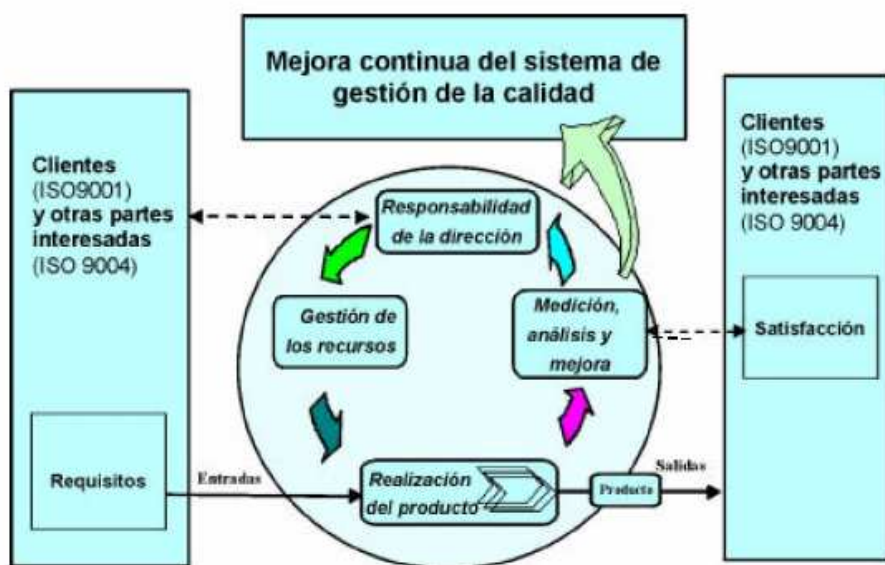 Mejora continua del sistema de
gestión de la calidad
Clientes
(ISO9001)
y otras partes
interesadas
(ISO 9004)
Requisitos
Entradas
Responsabilidad
de la dirección
Gestión de
los recursos
Medición,
análisis y
mejora
Realización
del producto
Producto
Salidas
Clientes
(ISO9001)
y otras partes
interesadas
(ISO 9004)
Satisfacción